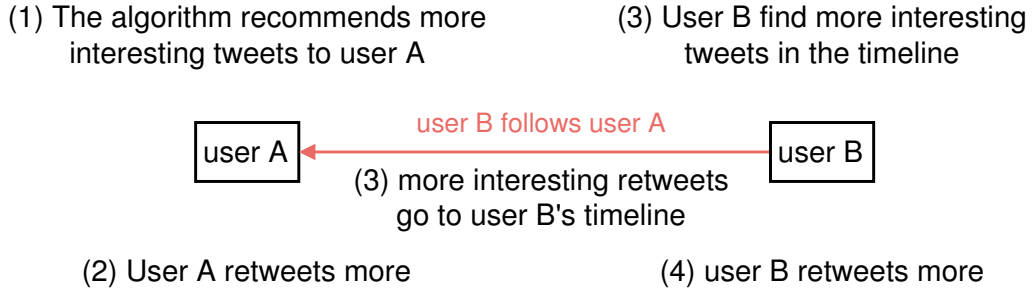 (1) The algorithm recommends more
interesting tweets to user A
(3) User B find more interesting
tweets in the timeline
user B follows user A
user A
user B
(3) more interesting retweets
go to user B's timeline
(2) User A retweets more
(4) user B retweets more